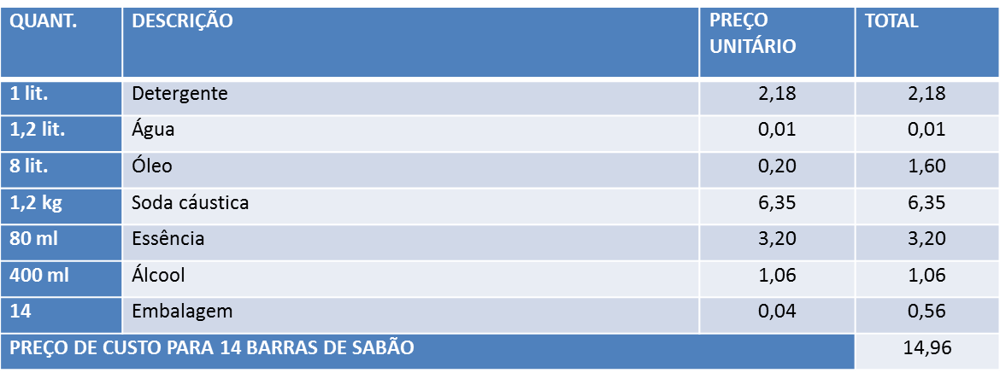 QUANT. DESCRIÇÃO PREÇO UNITÁRIO TOTAL
1 lit. Detergente 2,18 2,18
1,2 lit. Água 0,01 0,01
8 lit. Óleo 0,20 1,60
1,2 kg Soda cáustica 6,35 6,35
80 ml Essência 3,20 3,20
400 ml Álcool 1,06 1,06
14 Embalagem 0,04 0,56
PREÇO DE CUSTO PARA 14 BARRAS DE SABÃO 14,96